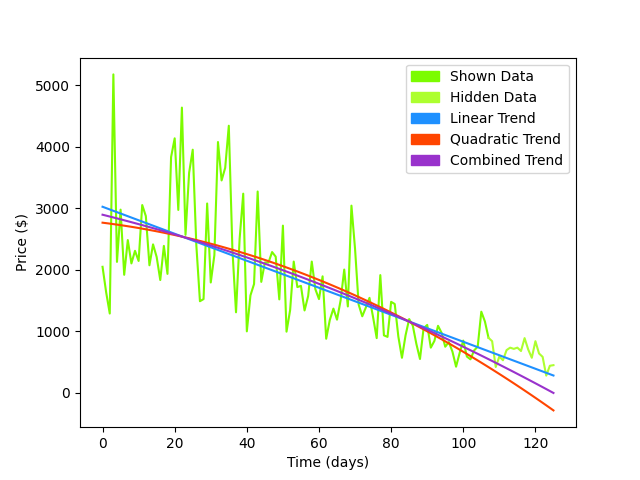 5000
4000
3000
2000
1000
0
Price ($)
0 20 40 60 80 100 120
Time (days)
Shown Data
Hidden Data
Linear Trend
Quadratic Trend
Combined Trend